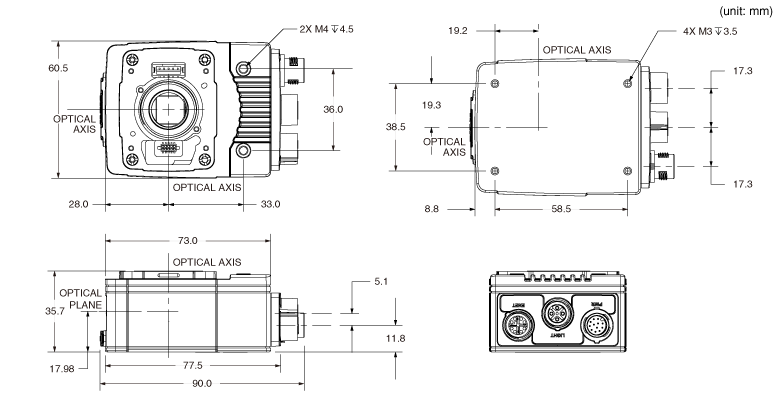 (unit: mm)
2X M4 ↧4.5
60.5
OPTICAL
AXIS
36.0
OPTICAL AXIS
28.0
33.0
19.2
OPTICAL AXIS
4X M3 ↧3.5
17.3
19.3
38.5
OPTICAL
AXIS
17.3
8.8
58.5
73.0
OPTICAL AXIS
5.1
OPTICAL
PLANE
35.7
11.8
17.98
77.5
90.0
ENET
PWR
LIGHT